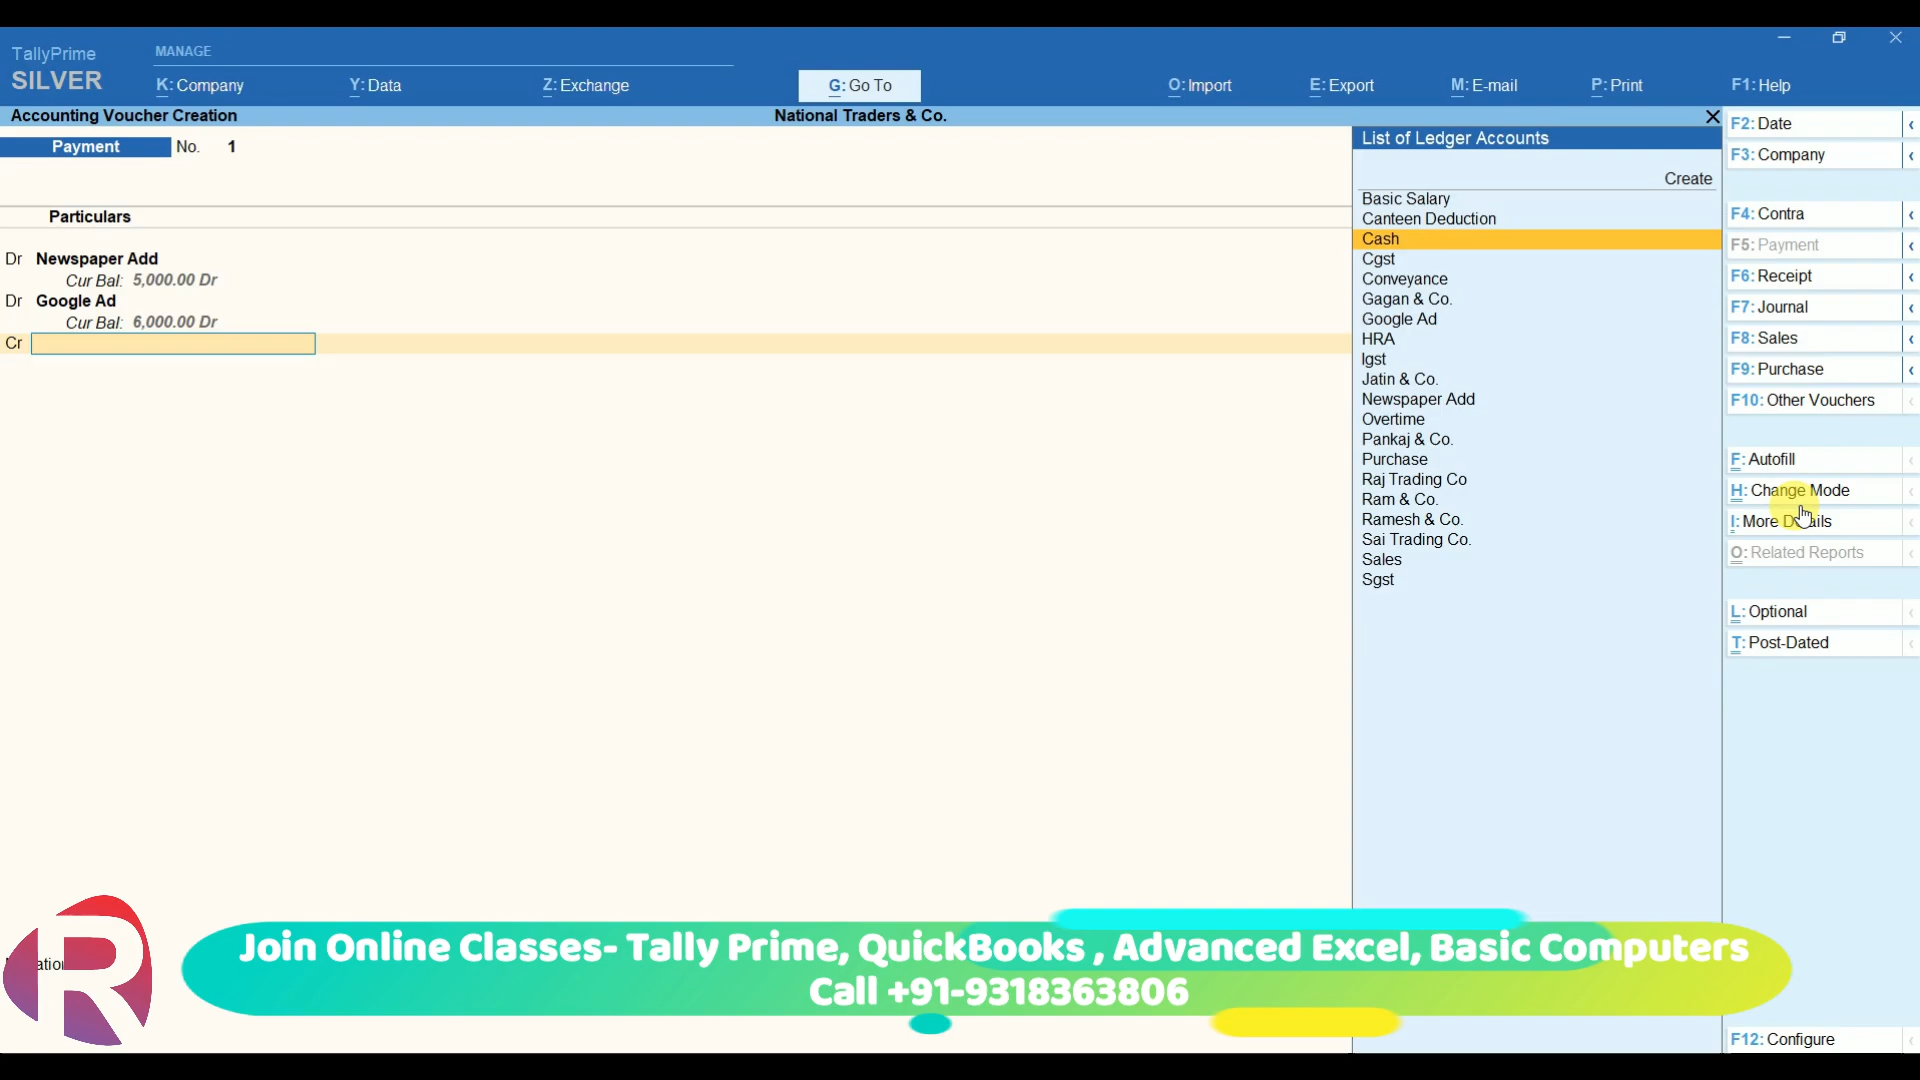 TallyPrime
SILVER
MANAGE
K: Company
Y: Data
Z: Exchange
G: Go To
O: Import
E: Export
M: E-mail
P: Print
F1: Help
Accounting Voucher Creation
National Traders & Co.
Payment No. 1
Particulars
Dr Newspaper Add
Cur Bal: 5,000.00 Dr
Dr Google Ad
Cur Bal: 6,000.00 Dr
Cr
List of Ledger Accounts
Create
Basic Salary
Canteen Deduction
Cash
Cgst
Conveyance
Gagan & Co.
Google Ad
HRA
Igst
Jatin & Co.
Newspaper Add
Overtime
Pankaj & Co.
Purchase
Raj Trading Co
Ram & Co.
Ramesh & Co.
Sai Trading Co.
Sales
Sgst
F2: Date
F3: Company
F4: Contra
F5: Payment
F6: Receipt
F7: Journal
F8: Sales
F9: Purchase
F10: Other Vouchers
F: Autofill
H: Change Mode
I: More Details
O: Related Reports
L: Optional
T: Post-Dated
F12: Configure
R
Join Online Classes- Tally Prime, QuickBooks , Advanced Excel, Basic Computers
Call +91-9318363806